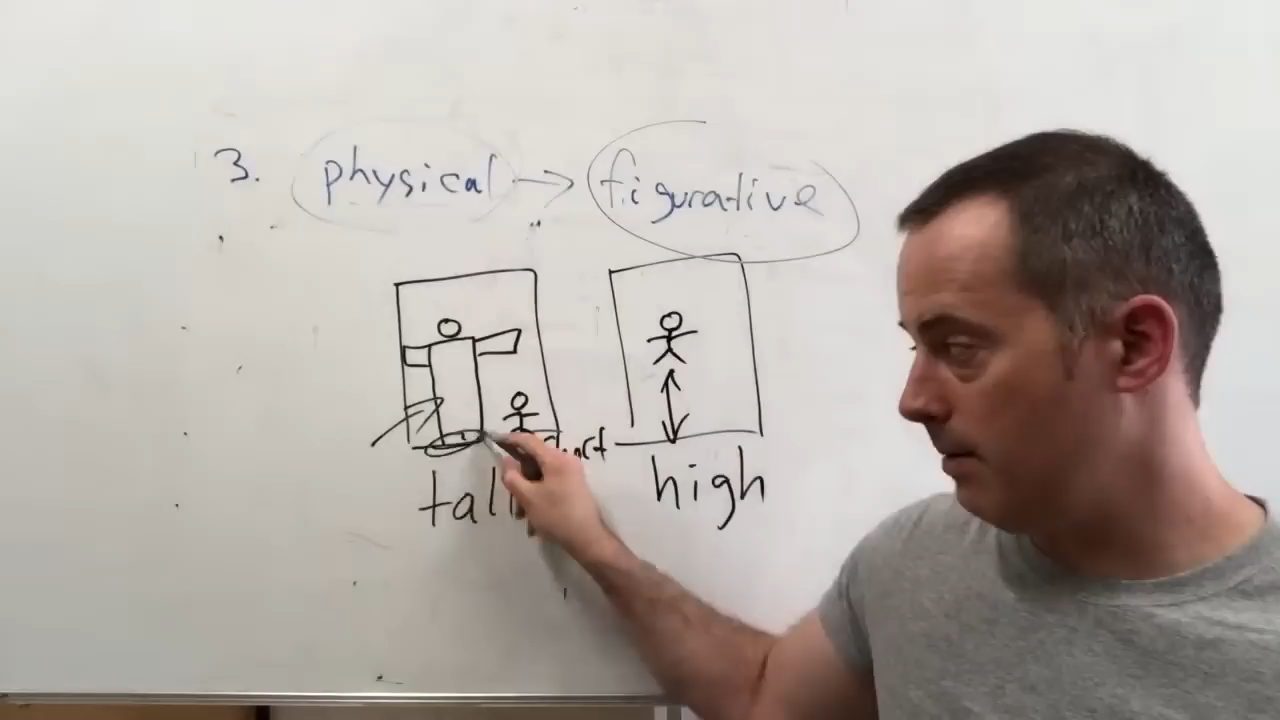 3. physical → figurative
tall high